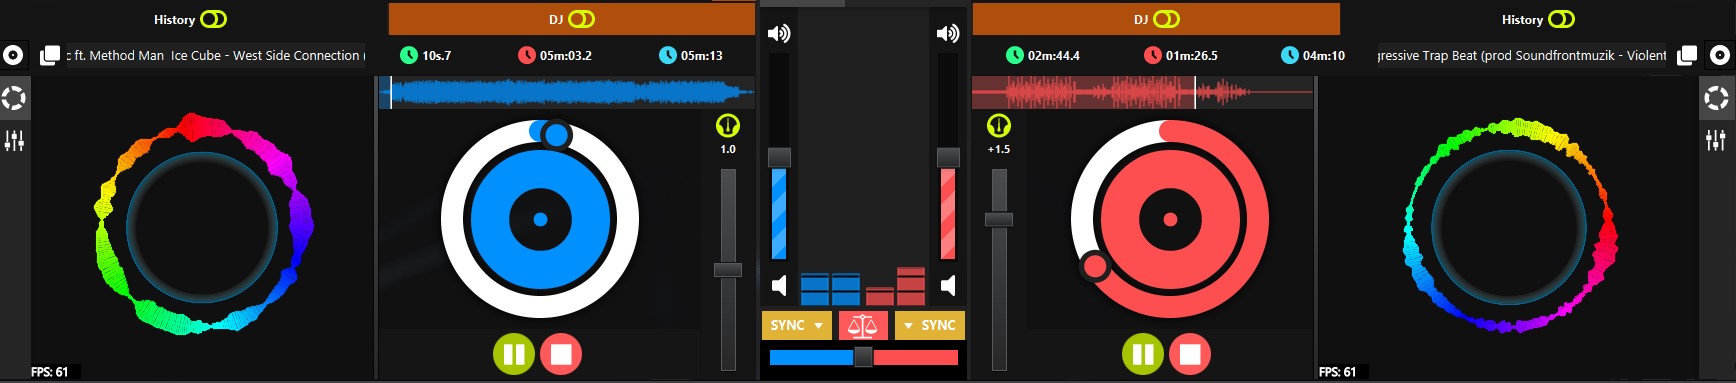 History
DJ
DJ
History
c ft. Method Man Ice Cube - West Side Connection (
10s.7
05m:03.2
05m:13
02m:44.4
01m:26.5
04m:10
gressive Trap Beat (prod Soundfrontmuzik - Violent
1.0
+1.5
SYNC
SYNC
FPS: 61
FPS: 61